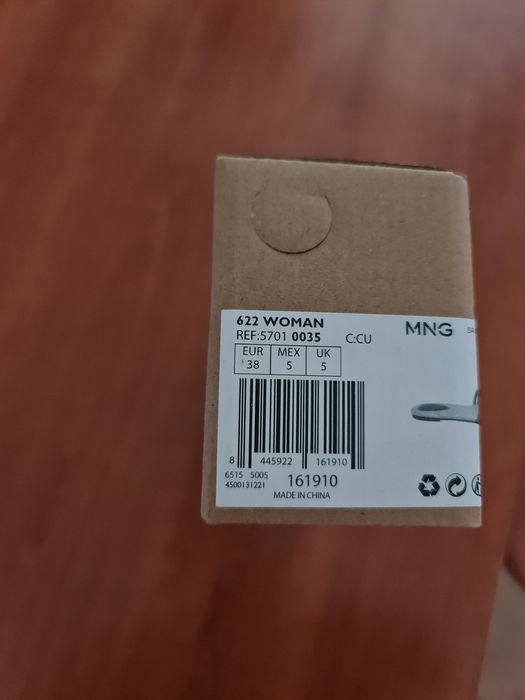 622 WOMAN
REF:5701 0035 C:CU
MNG
EUR MEX UK
38 5 5
8 445922 161910
6515 5005 161910
4500131221
MADE IN CHINA